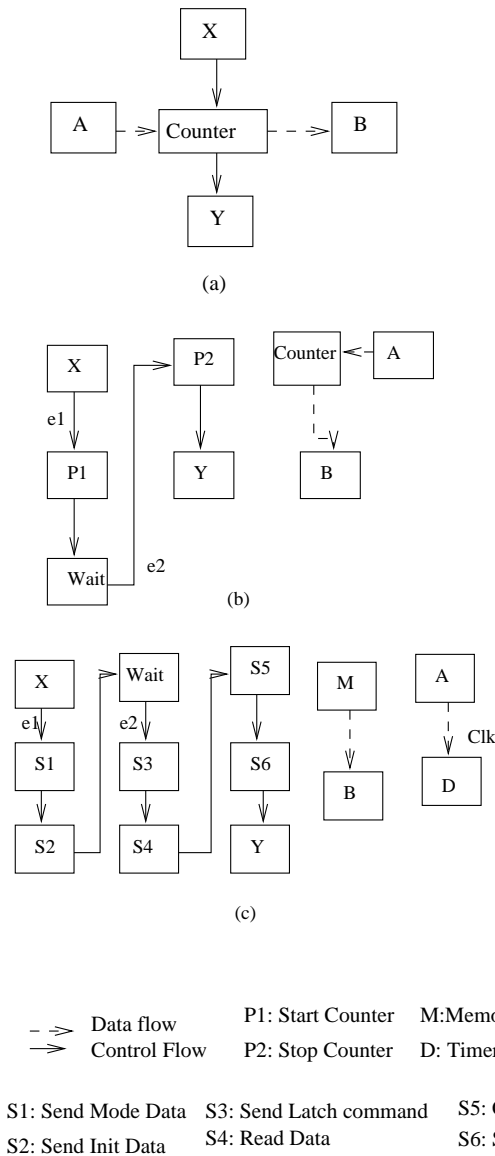 X
A
Counter
B
Y
(a)
X
P2
Counter
A
e1
P1
Y
B
Wait
e2
(b)
X
Wait
S5
M
A
e1
e2
Clk
S1
S3
S6
B
D
S2
S4
Y
(c)
Data flow
P1: Start Counter
Control Flow
P2: Stop Counter
D:
S1: Send Mode Data
S3: Send Latch command
S5:
S2: Send Init Data
S4: Read Data
S6: